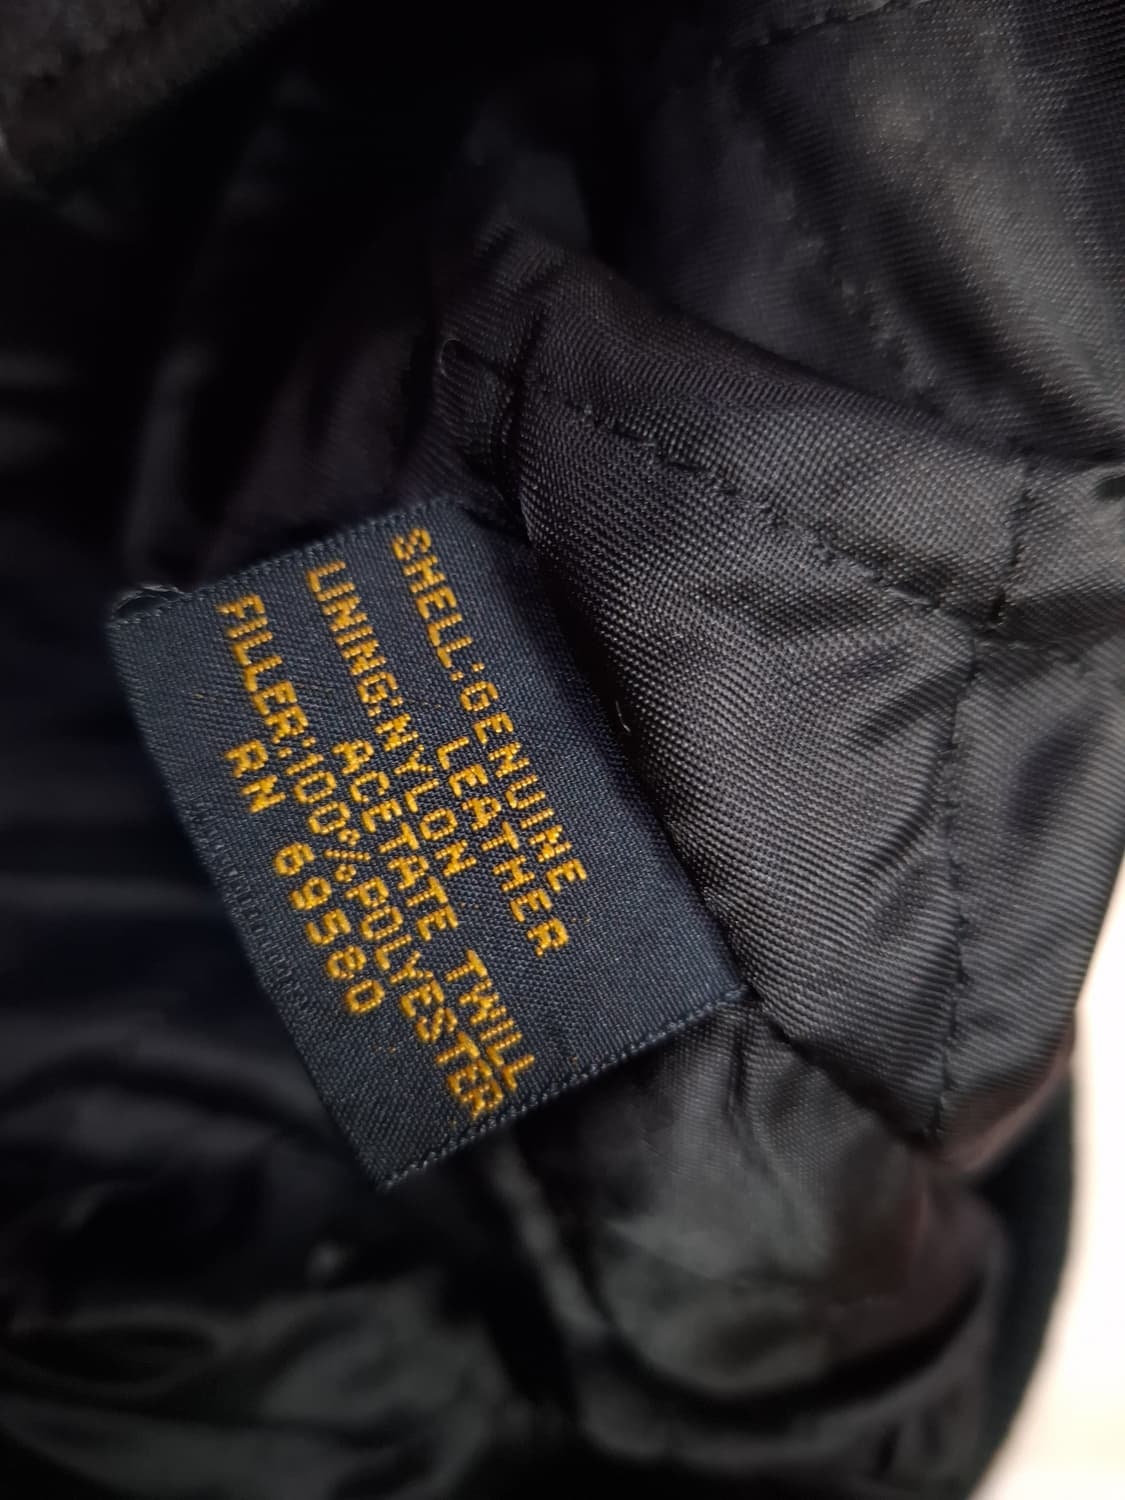 SHELL:GENUINE
LEATHER
LINING:NYLON
ACETATE TWILL
FILLER:100%POLYESTER
RN 69580